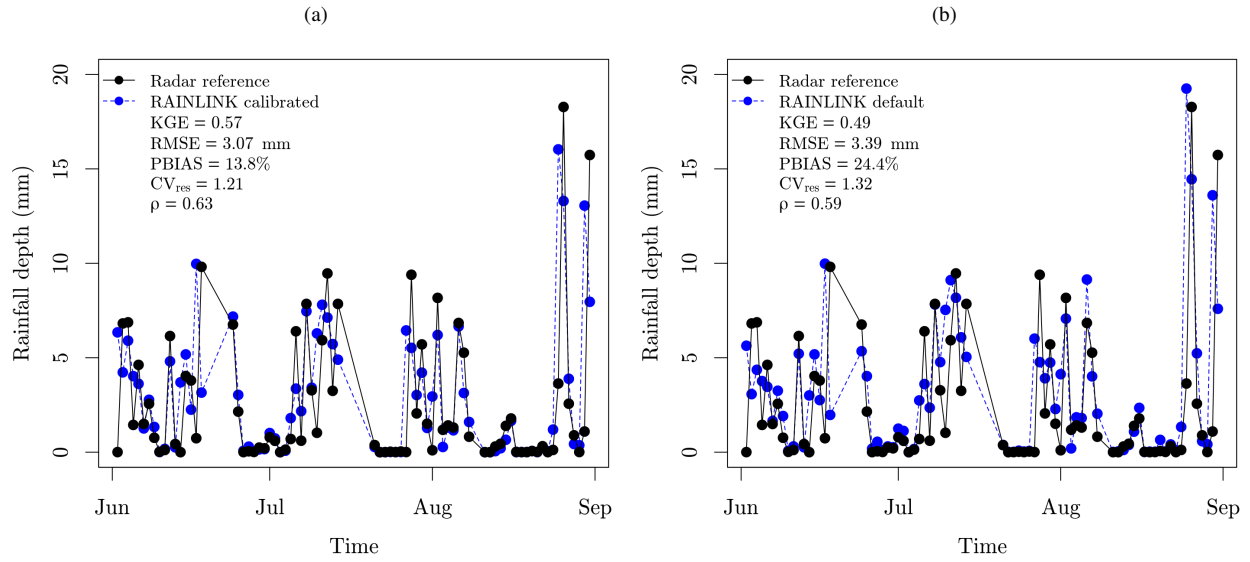 (a)
Rainfall depth (mm)
20
15
10
5
0
Radar reference
RAINLINK calibrated
KGE = 0.57
RMSE = 3.07 mm
PBIAS = 13.8%
CVres = 1.21
ρ = 0.63
Jun
Jul
Aug
Sep
Time
(b)
Rainfall depth (mm)
20
15
10
5
0
Radar reference
RAINLINK default
KGE = 0.49
RMSE = 3.39 mm
PBIAS = 24.4%
CVres = 1.32
ρ = 0.59
Jun
Jul
Aug
Sep
Time